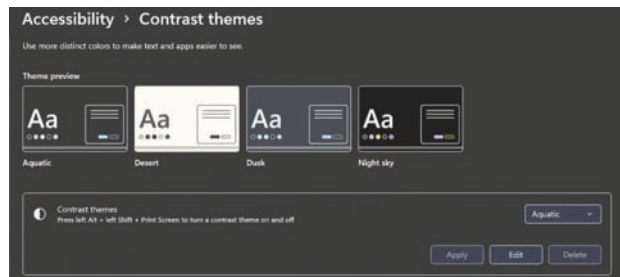 Accessibility > Contrast themes
Use more distinct colors to make text and apps easier to see.
Theme preview
Aa Aa Aa Aa
Aquatic Desert Dusk Night sky
Contrast themes
Press left Alt + left Shift + Print Screen to turn a contrast theme on and off
Aquatic
Apply Edit Delete